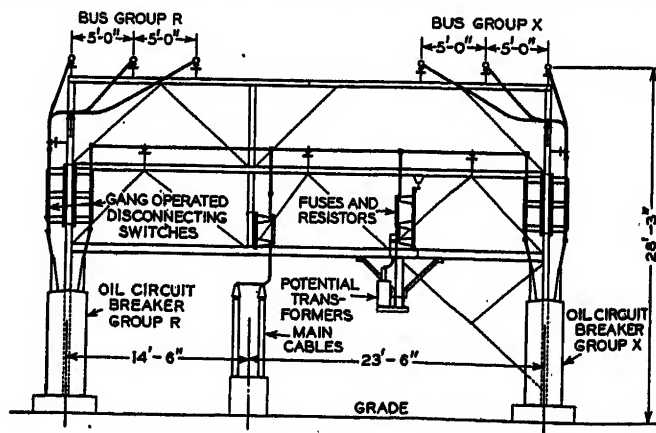 BUS GROUP R
5'-0" 5'-0"
BUS GROUP X
5'-0" 5'-0"
GANG OPERATED
DISCONNECTING
SWITCHES
FUSES AND
RESISTORS
28'-3"
OIL CIRCUIT
BREAKER
GROUP R
POTENTIAL
TRANS-
FORMERS
MAIN
CABLES
OIL CIRCUIT
BREAKER
GROUP X
14'-6"
23'-6"
GRADE